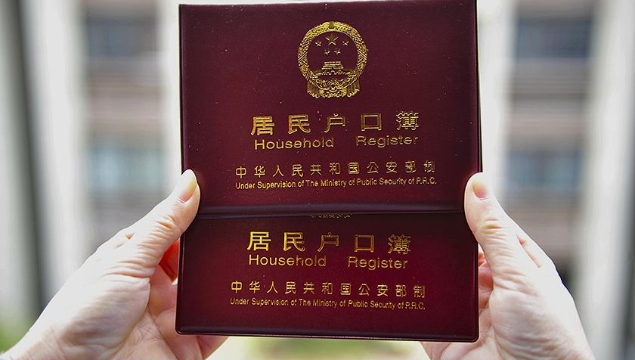 居民户口簿
Household Register
中华人民共和国公安部制
Under Supervision of The Ministry of Public Security of P.R.C.
居民户口簿
Household Register
中华人民共和国公安部制
Under Supervision of The Ministry of Public Security of P.R.C.